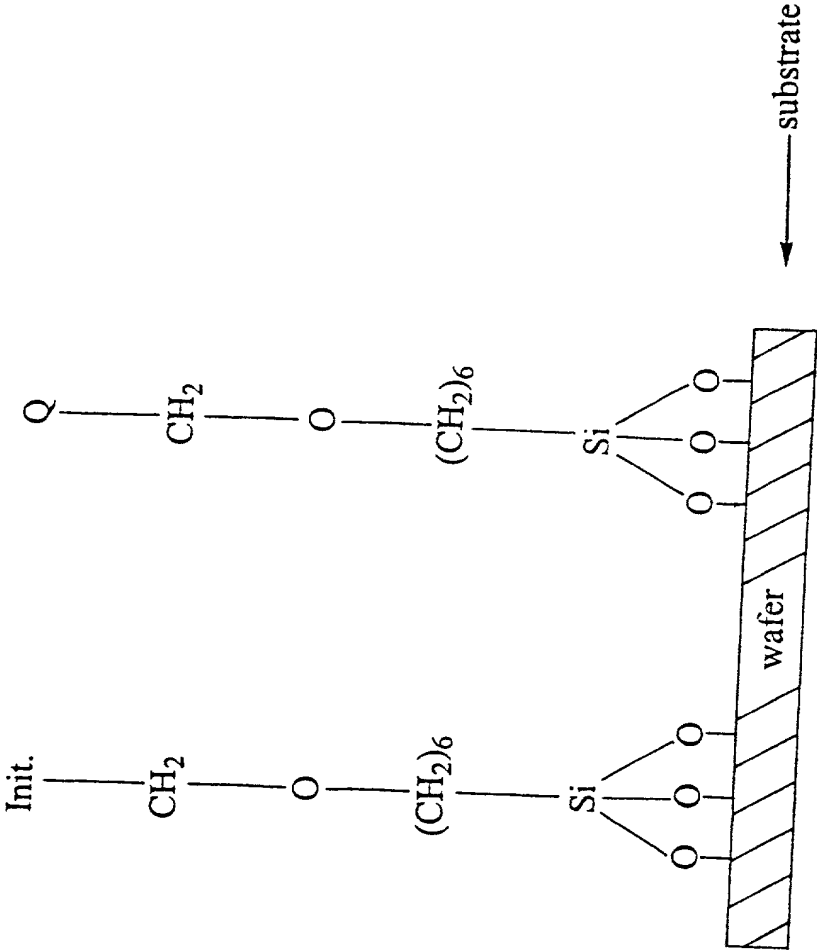 Init. Q
CH2 CH2
O O
(CH2)6 (CH2)6
Si Si
O O O O O O
wafer
substrate